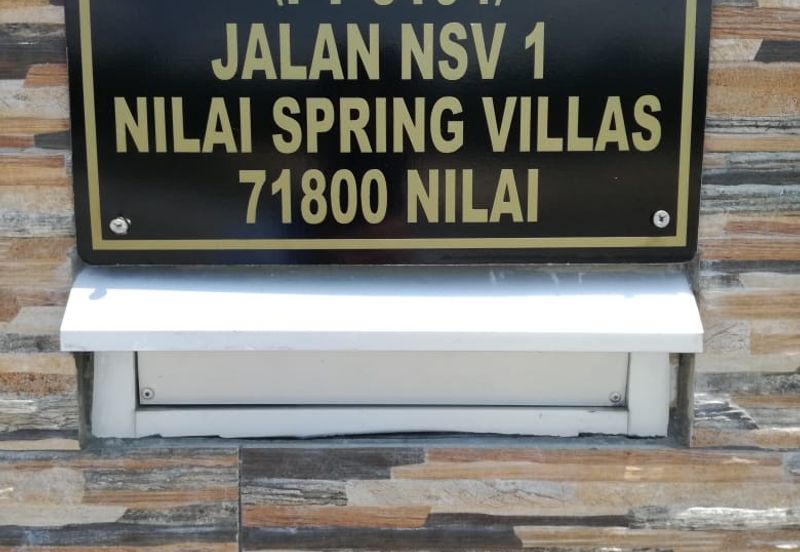 JALAN NSV 1
NILAI SPRING VILLAS
71800 NILAI